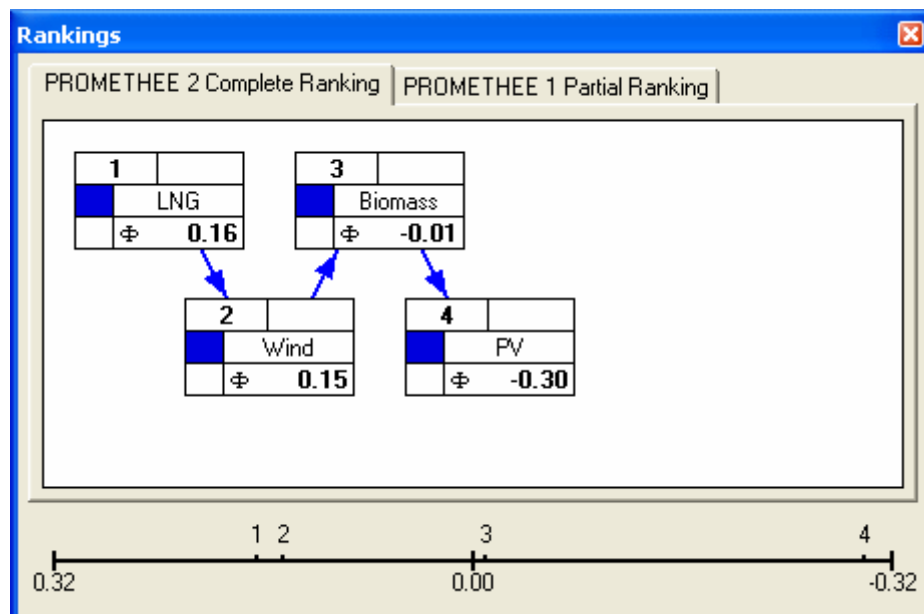 Rankings
PROMETHEE 2 Complete Ranking PROMETHEE 1 Partial Ranking
1 3
LNG Biomass
Φ 0.16 Φ -0.01
2 4
Wind PV
Φ 0.15 Φ -0.30
1 2 3 4
0.32 0.00 -0.32